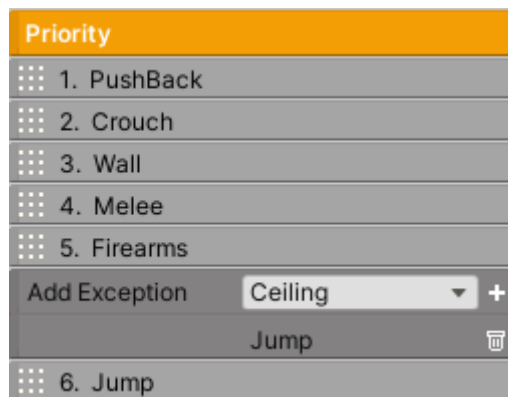 Priority
1. PushBack
2. Crouch
3. Wall
4. Melee
5. Firearms
Add Exception Ceiling +
Jump
6. Jump